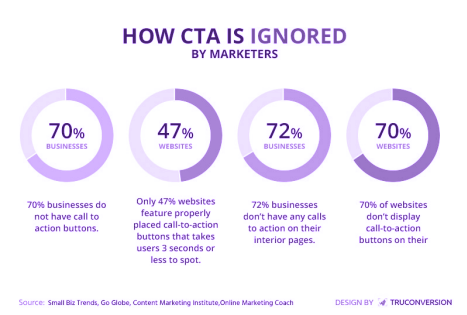 HOW CTA IS IGNORED
BY MARKETERS
70%
BUSINESSES
47%
WEBSITES
72%
BUSINESSES
70%
WEBSITES
70% businesses do
not have call to
action buttons.
Only 47% websites
feature properly
placed call-to-action
buttons that takes
users 3 seconds or
less to spot.
72% businesses
don't have any calls
to action on their
interior pages.
70% of websites
don't display
call-to-action
buttons on their
Source: Small Biz Trends, Go Globe, Content Marketing Institute,Online Marketing Coach
DESIGN BY TRUCONVERSION